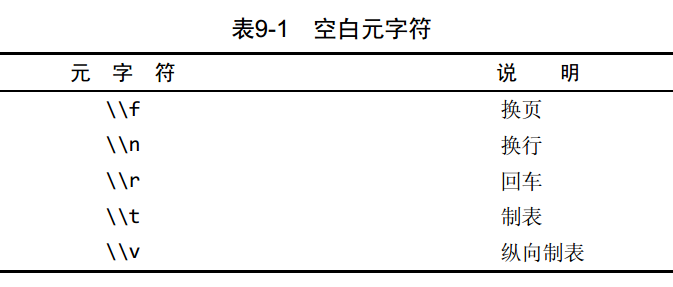 表9-1 空白元字符
元 字 符 说 明
\\f 换页
\\n 换行
\\r 回车
\\t 制表
\\v 纵向制表